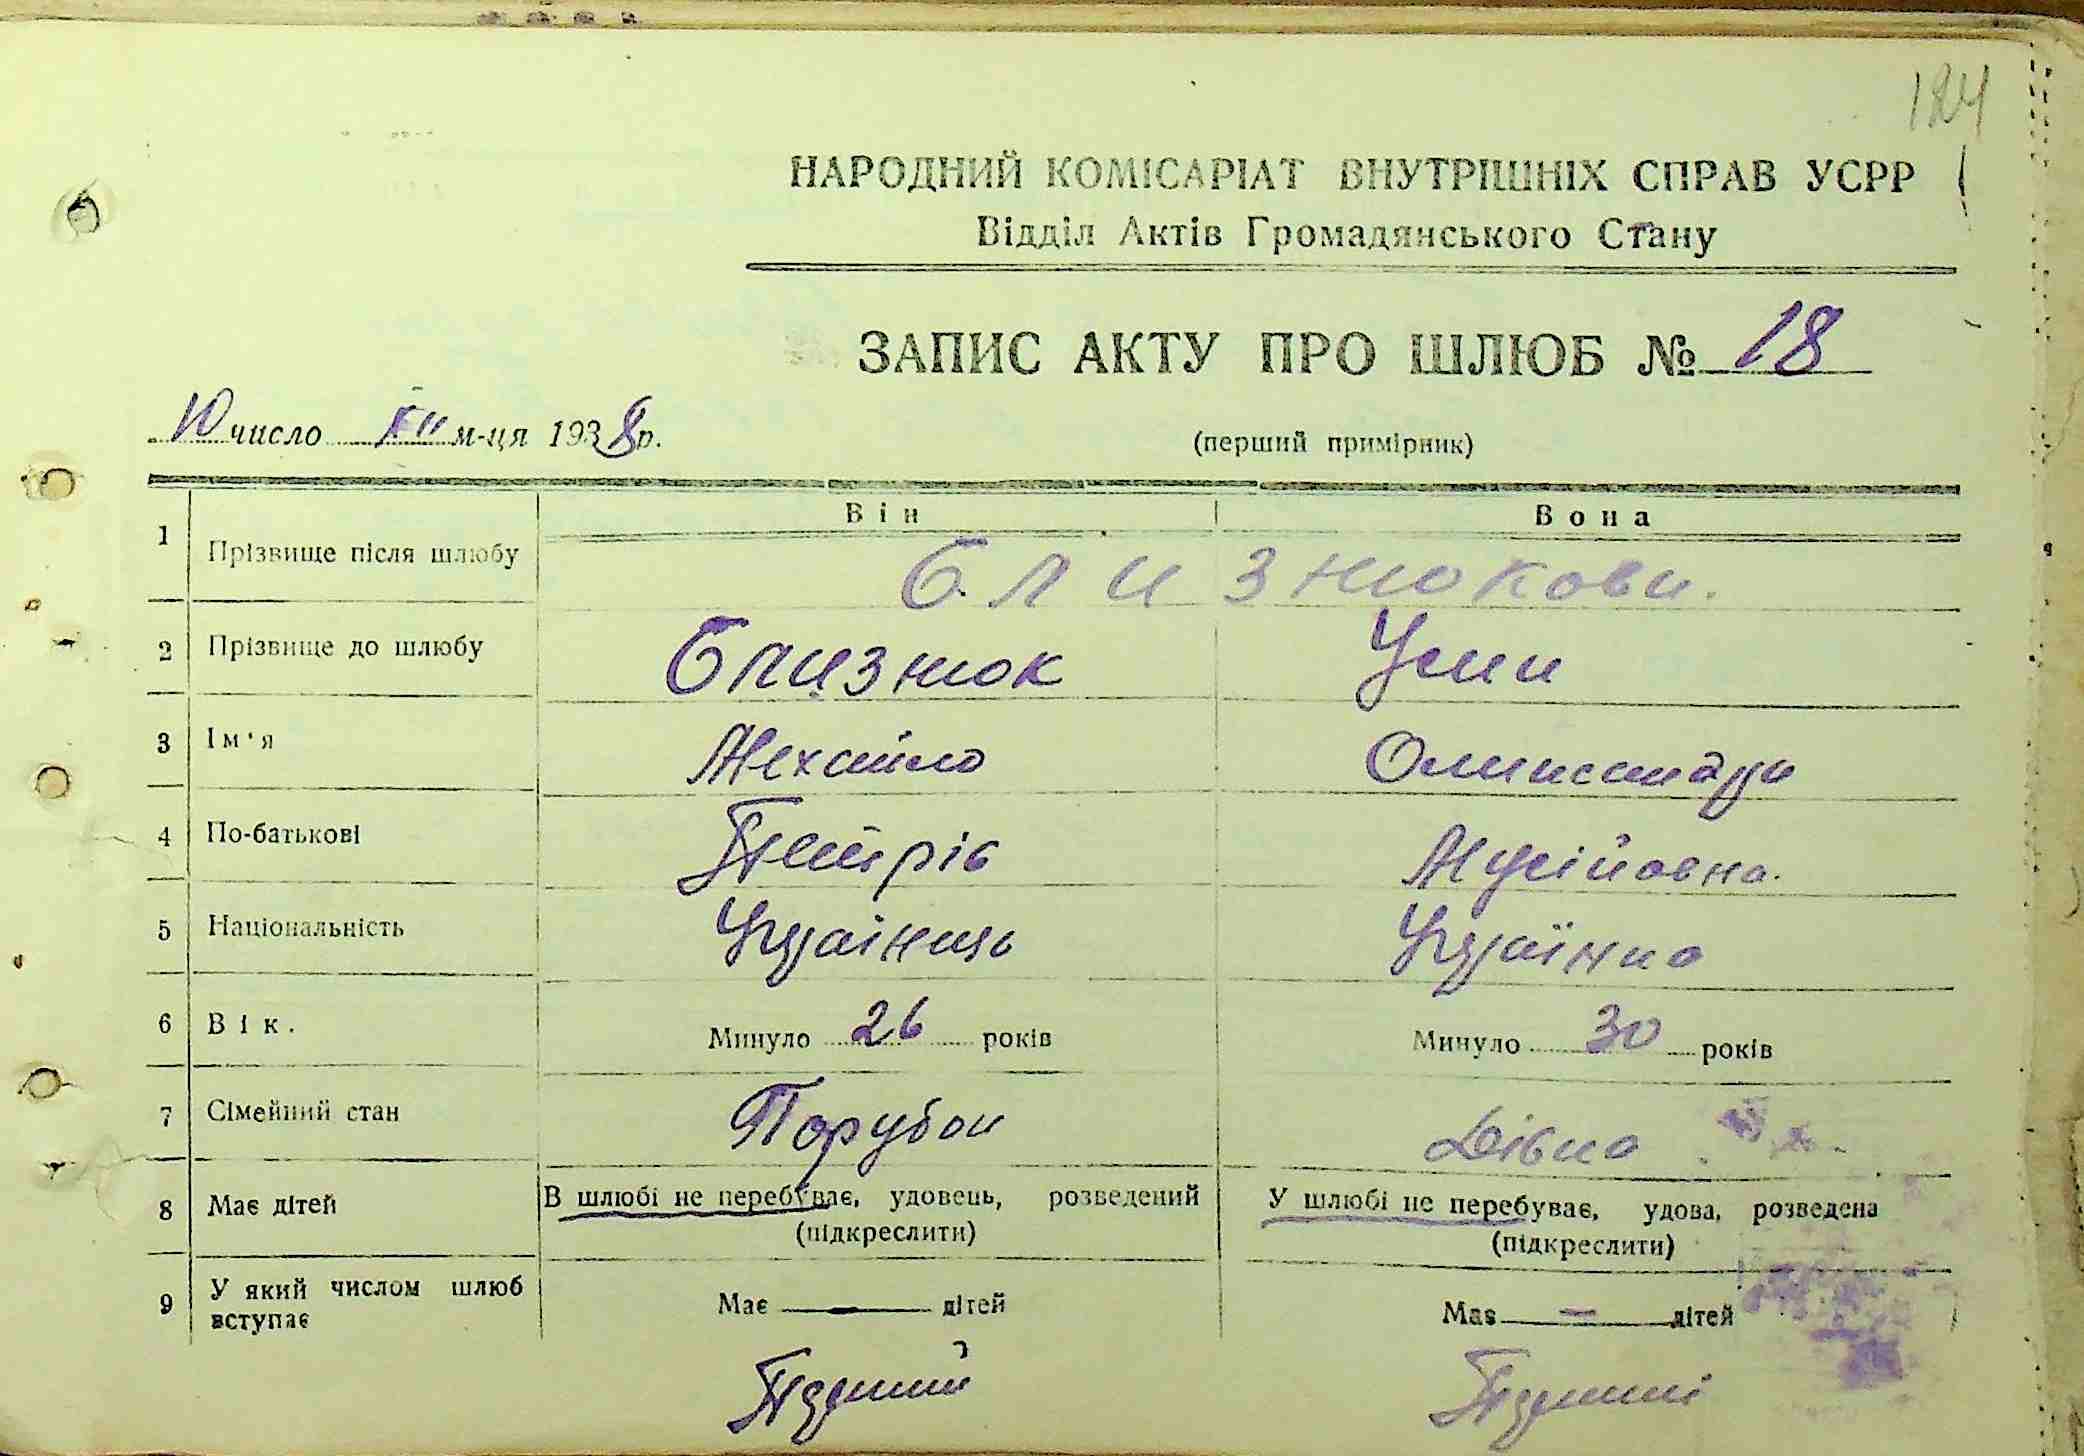 184
НАРОДНИЙ КОМІСАРІАТ ВНУТРІШНІХ СПРАВ УСРР
Відділ Актів Громадянського Стану
ЗАПИС АКТУ ПРО ШЛЮБ № 18
10 число XII м-ця 1938 р.
(перший примірник)
Він Вона
1 Прізвище після шлюбу Близнюкови.
2 Прізвище до шлюбу Близнюк
3 Ім'я Михайло
4 По-батькові Петрів Мусійовна.
5 Національність Українець Українка
6 Вік. Минуло 26 років Минуло 30 років
7 Сімейний стан Порубок Дівка
8 Має дітей В шлюбі не перебуває, удовець, розведений У шлюбі не перебуває, удова, розведена
(підкреслити) (підкреслити)
9 У який числом шлюб вступає Має — дітей Має — дітей